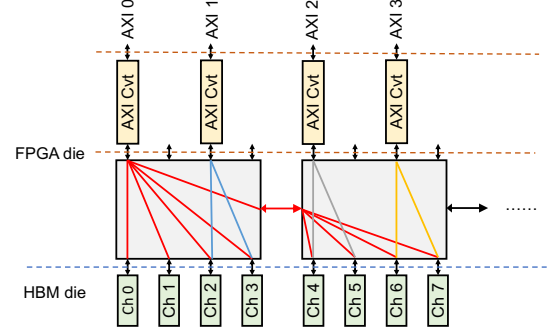 AXI 0
AXI 1
AXI 2
AXI 3
AXI Cvt
AXI Cvt
AXI Cvt
AXI Cvt
FPGA die
......
HBM die
Ch 0
Ch 1
Ch 2
Ch 3
Ch 4
Ch 5
Ch 6
Ch 7